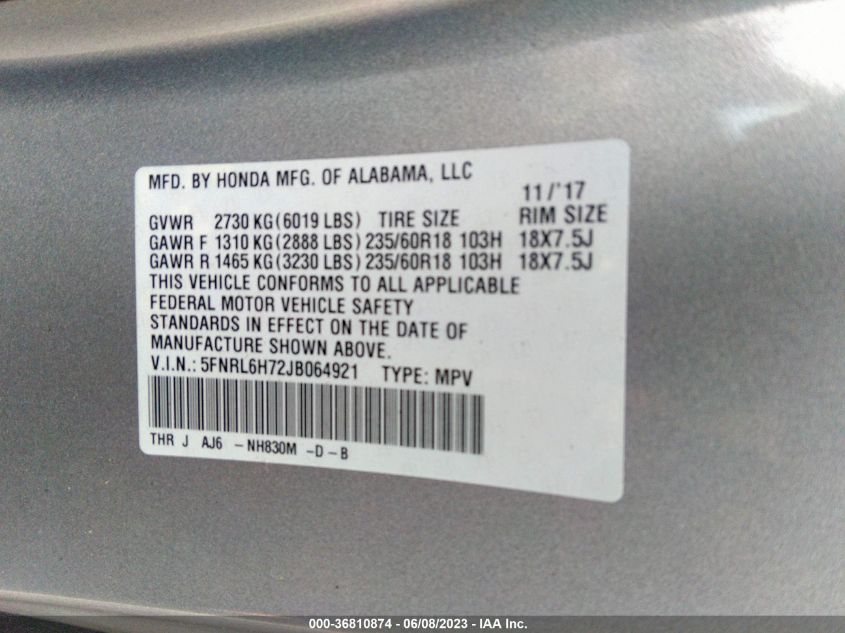 MFD. BY HONDA MFG. OF ALABAMA, LLC
11/'17
GVWR 2730 KG(6019 LBS) TIRE SIZE RIM SIZE
GAWR F 1310 KG(2888 LBS) 235/60R18 103H 18X7.5J
GAWR R 1465 KG(3230 LBS) 235/60R18 103H 18X7.5J
THIS VEHICLE CONFORMS TO ALL APPLICABLE
FEDERAL MOTOR VEHICLE SAFETY
STANDARDS IN EFFECT ON THE DATE OF
MANUFACTURE SHOWN ABOVE.
V.I.N.: 5FNRL6H72JB064921 TYPE: MPV
THR J AJ6 -NH830M -D-B
000-36810874 - 06/08/2023 - IAA Inc.